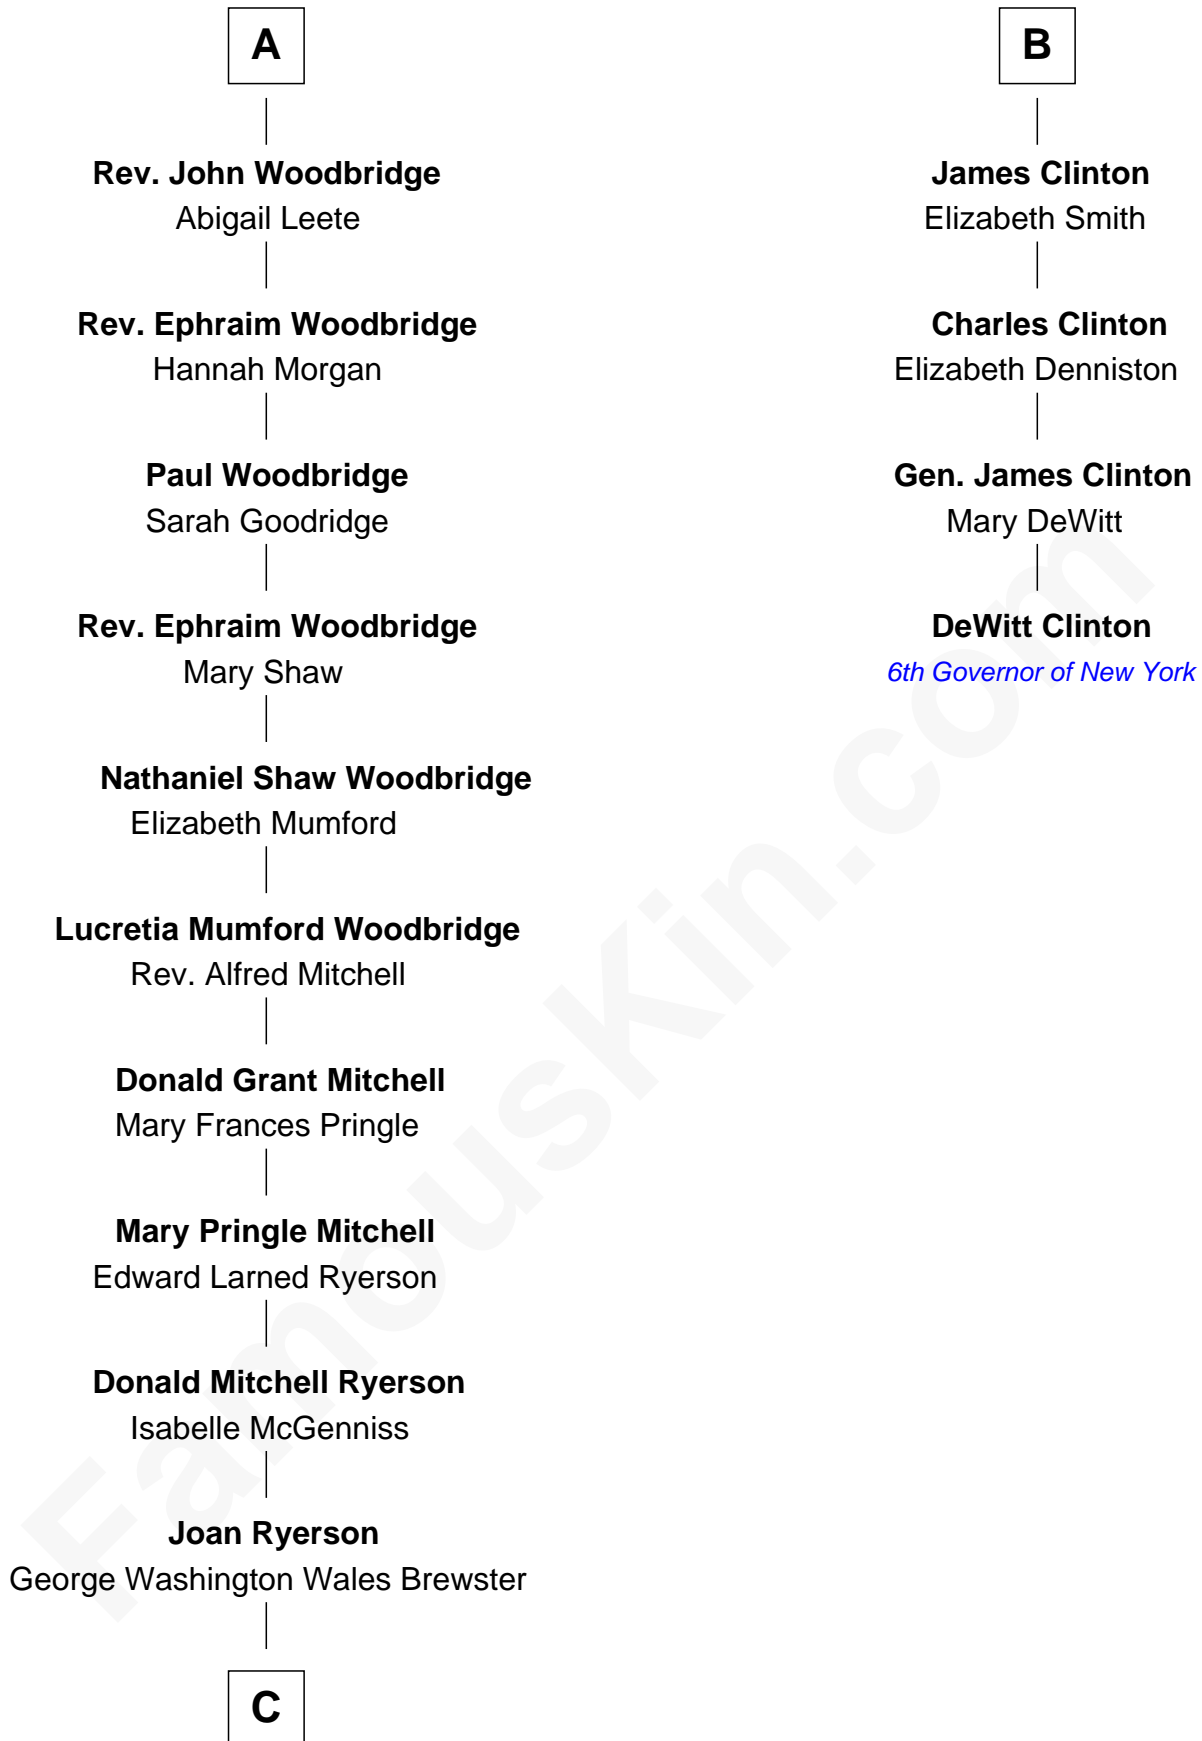 A
Rev. John Woodbridge
Abigail Leete
Rev. Ephraim Woodbridge
Hannah Morgan
Paul Woodbridge
Sarah Goodridge
Rev. Ephraim Woodbridge
Mary Shaw
Nathaniel Shaw Woodbridge
Elizabeth Mumford
Lucretia Mumford Woodbridge
Rev. Alfred Mitchell
Donald Grant Mitchell
Mary Frances Pringle
Mary Pringle Mitchell
Edward Larned Ryerson
Donald Mitchell Ryerson
Isabelle McGenniss
Joan Ryerson
George Washington Wales Brewster
C
B
James Clinton
Elizabeth Smith
Charles Clinton
Elizabeth Denniston
Gen. James Clinton
Mary DeWitt
DeWitt Clinton
6th Governor of New York
FamousKin.com